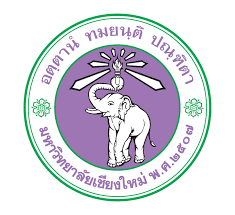 อตฺตานํ ทมยนฺติ ปณฺฑิตา
มหาวิทยาลัยเชียงใหม่ พ.ศ.๒๕๐๗